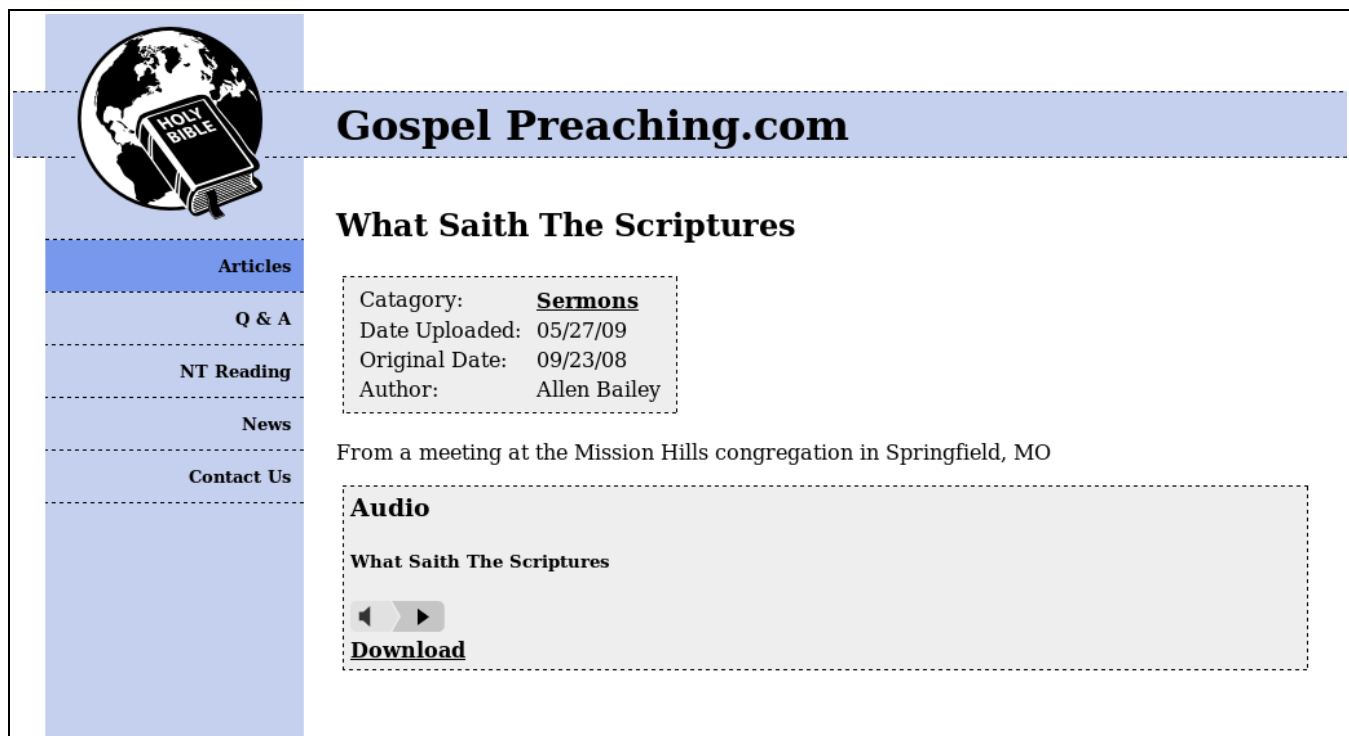 HOLY
BIBLE
Gospel Preaching.com
Articles
Q & A
NT Reading
News
Contact Us
What Saith The Scriptures
Catagory: Sermons
Date Uploaded: 05/27/09
Original Date: 09/23/08
Author: Allen Bailey
From a meeting at the Mission Hills congregation in Springfield, MO
Audio
What Saith The Scriptures
Download